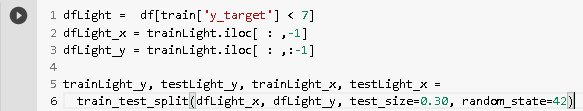 1 dfLight = df[train['y_target'] < 7]
2 dfLight_x = trainLight.iloc[ : ,-1]
3 dfLight_y = trainLight.iloc[ : ,:-1]
4
5 trainLight_y, testLight_y, trainLight_x, testLight_x =
6 train_test_split(dfLight_x, dfLight_y, test_size=0.30, random_state=42)